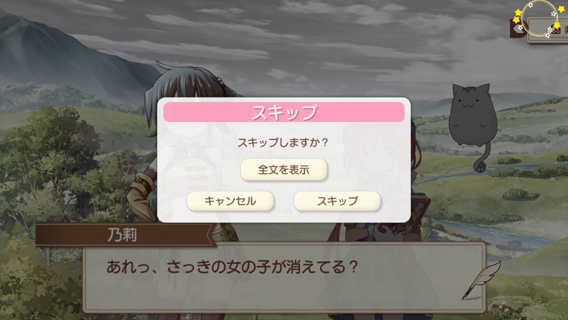 スキップ
スキップしますか？
全文を表示
キャンセル
スキップ
乃莉
あれっ、さっきの女の子が消えてる？